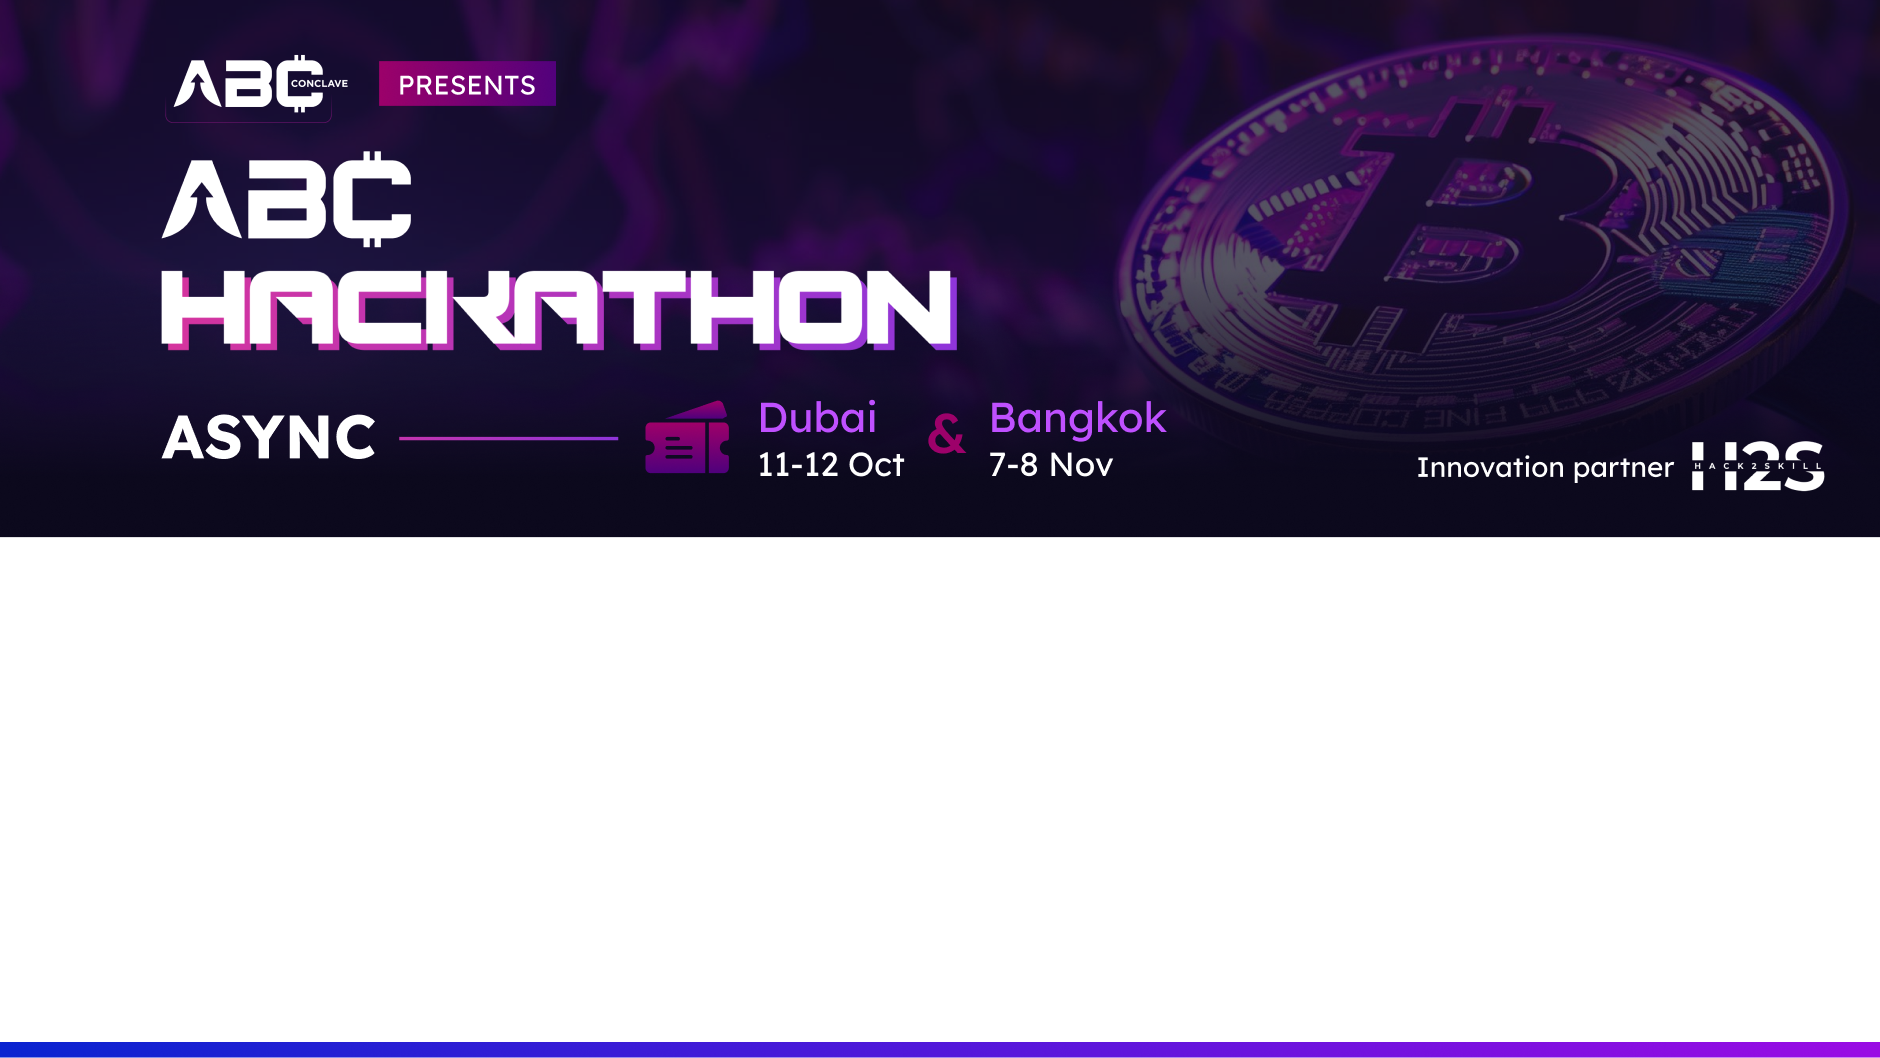 ABC CONCLAVE PRESENTS
ABC
HACKATHON
ASYNC
Dubai & Bangkok
11-12 Oct 7-8 Nov
Innovation partner H2S HACK2SKILL